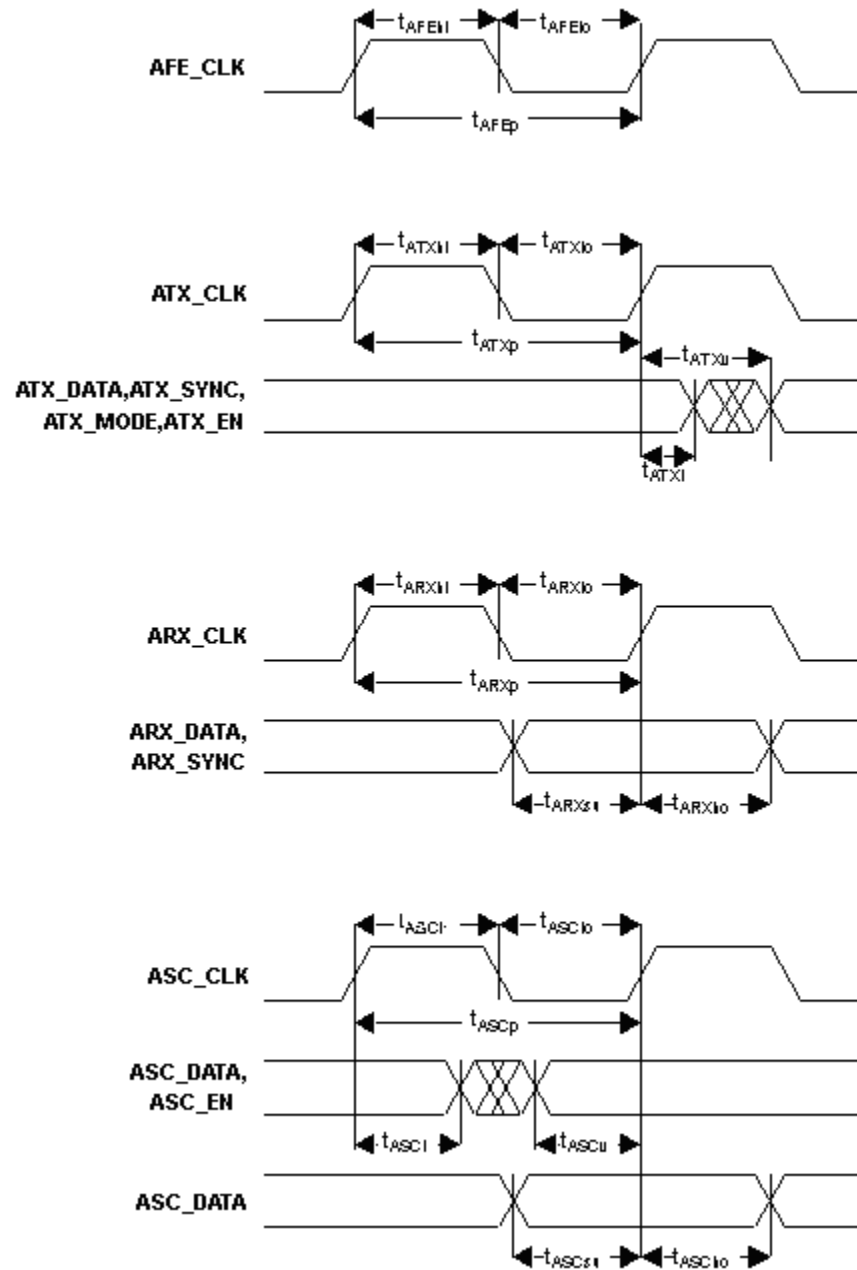 tAFEhi tAFElo
AFE_CLK
tAFEp
tATXhi tATXlo
ATX_CLK
tATXp
tATXu
ATX_DATA,ATX_SYNC,
ATX_MODE,ATX_EN
tATXl
tARXhi tARXlo
ARX_CLK
tARXp
ARX_DATA,
ARX_SYNC
tARXsu tARXho
tASClo
ASC_CLK
tASCp
ASC_DATA,
ASC_EN
tASCl tASCu
ASC_DATA
tASCsu tASCho